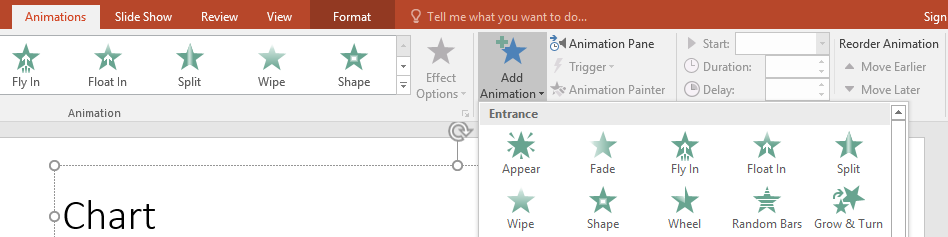 Animations Slide Show Review View Format Tell me what you want to do... Sign
Fly In Float In Split Wipe Shape
Effect Options
Add Animation
Animation Pane
Trigger
Animation Painter
Start:
Duration:
Delay:
Reorder Animation
Move Earlier
Move Later
Animation
Entrance
Appear Fade Fly In Float In Split
Wipe Shape Wheel Random Bars Grow & Turn
Chart